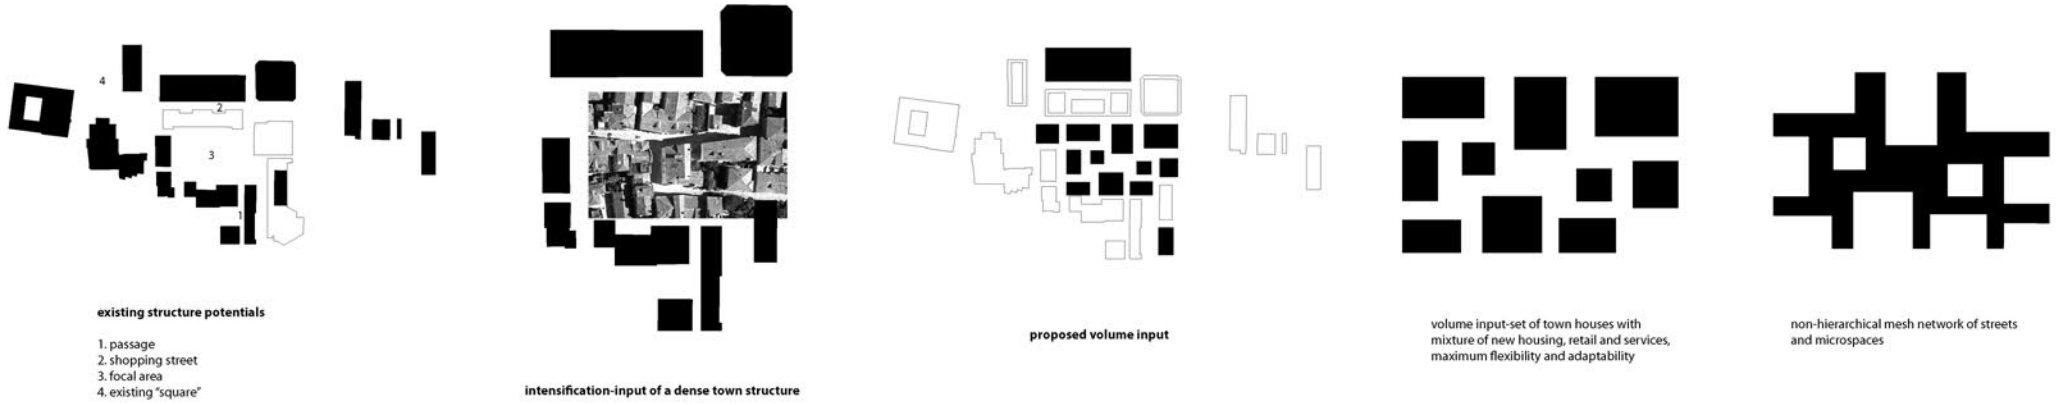 4
2
3
1
existing structure potentials
1. passage
2. shopping street
3. focal area
4. existing “square”
intensification-input of a dense town structure
proposed volume input
volume input-set of town houses with
mixture of new housing, retail and services,
maximum flexibility and adaptability
non-hierarchical mesh network of streets
and microspaces